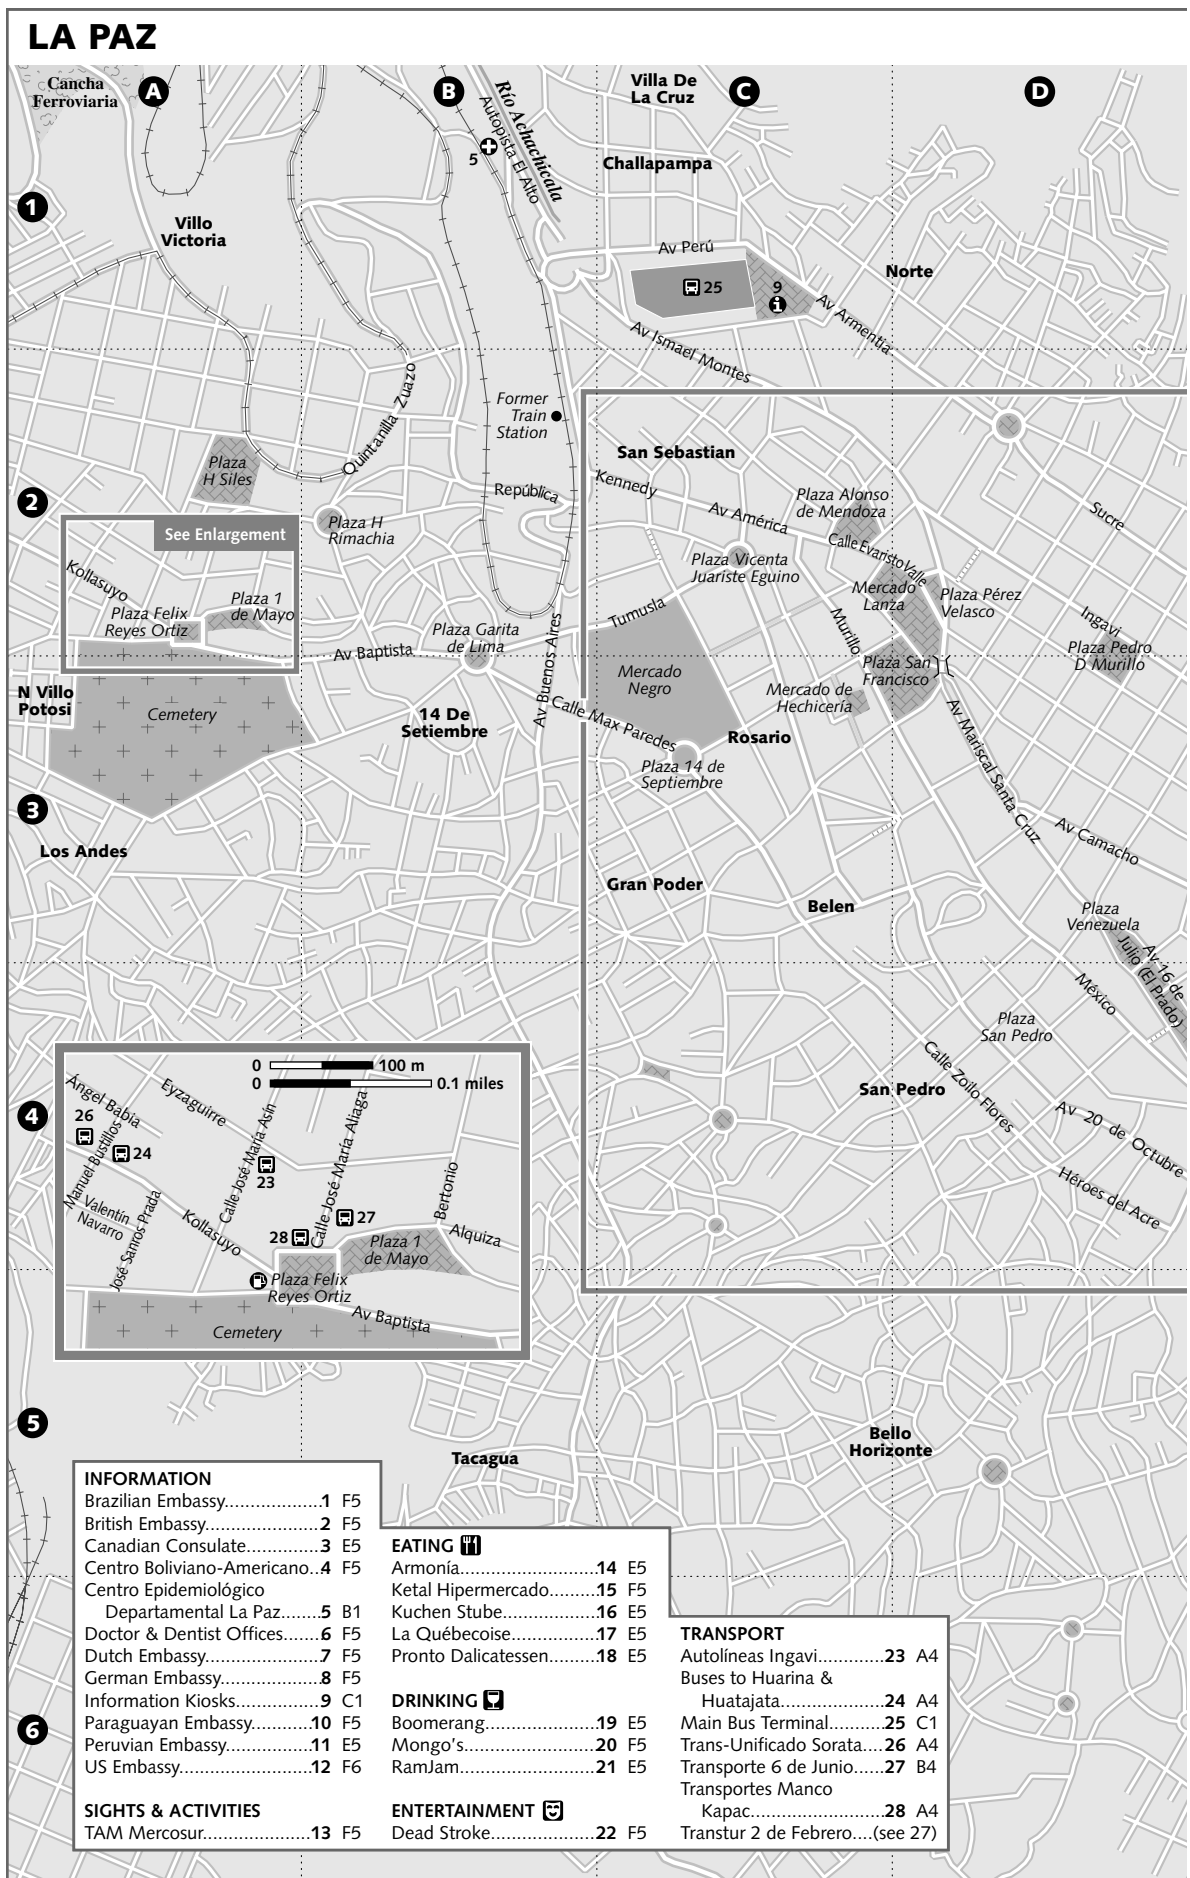 LA PAZ
Cancha
Ferroviaria
A
B
C
D
Villa De
La Cruz
Río Achachicala
Autopista El Alto
5
Challapampa
1
Villo
Victoria
Av Perú
Norte
25
9
Av Armentia
Av Ismael Montes
Quintanilla Zuazo
Former
Train
Station
San Sebastian
Plaza
H Siles
Kennedy
República
Plaza Alonso
de Mendoza
2
Av América
Sucre
Plaza H
Rimachia
See Enlargement
Calle Evaristo Valle
Plaza Vicenta
Juariste Eguino
Kollasuyo
Mercado
Lanza
Plaza Pérez
Velasco
Plaza 1
de Mayo
Plaza Felix
Reyes Ortiz
Tumusla
Murillo
Ingavi
Plaza Garita
de Lima
Av Buenos Aires
Plaza Pedro
D Murillo
Av Baptista
Plaza San
Francisco
Mercado
Negro
Mercado de
Hechicería
N Villo
Potosi
Cemetery
14 De
Setiembre
Calle Max Paredes
Rosario
Av Mariscal Santa Cruz
Plaza 14 de
Septiembre
3
Av Camacho
Los Andes
Gran Poder
Belen
Plaza
Venezuela
Av 16 de
Julio (El Prado)
México
Plaza
San Pedro
Calle Zoilo Flores
San Pedro
Av 20 de Octubre
Héroes del Acre
0 100 m
0 0.1 miles
4
Ángel Babia
Eyzaguirre
26
24
Manuel Bustillos
Calle José María Asín
Calle José María Aliaga
23
Valentín
Navarro
José Sanros Prada
Kollasuyo
Bertonio
27
28
Alquiza
Plaza 1
de Mayo
Plaza Felix
Reyes Ortiz
Av Baptista
Cemetery
5
Bello
Horizonte
Tacagua
6
INFORMATION
Brazilian Embassy...................1 F5
British Embassy......................2 F5
Canadian Consulate...............3 E5
Centro Boliviano-Americano..4 F5
Centro Epidemiológico
Departamental La Paz........5 B1
Doctor & Dentist Offices.......6 F5
Dutch Embassy......................7 F5
German Embassy...................8 F5
Information Kiosks.................9 C1
Paraguayan Embassy...........10 F5
Peruvian Embassy................11 E5
US Embassy.........................12 F6
SIGHTS & ACTIVITIES
TAM Mercosur.....................13 F5
EATING
Armonía..........................14 E5
Ketal Hipermercado.........15 F5
Kuchen Stube..................16 E5
La Québecoise.................17 E5
Pronto Dalicatessen.........18 E5
DRINKING
Boomerang......................19 E5
Mongo's..........................20 F5
RamJam..........................21 E5
ENTERTAINMENT
Dead Stroke....................22 F5
TRANSPORT
Autolíneas Ingavi.............23 A4
Buses to Huarina &
Huatajata....................24 A4
Main Bus Terminal...........25 C1
Trans-Unificado Sorata....26 A4
Transporte 6 de Junio......27 B4
Transportes Manco
Kapac..........................28 A4
Transtur 2 de Febrero....(see 27)